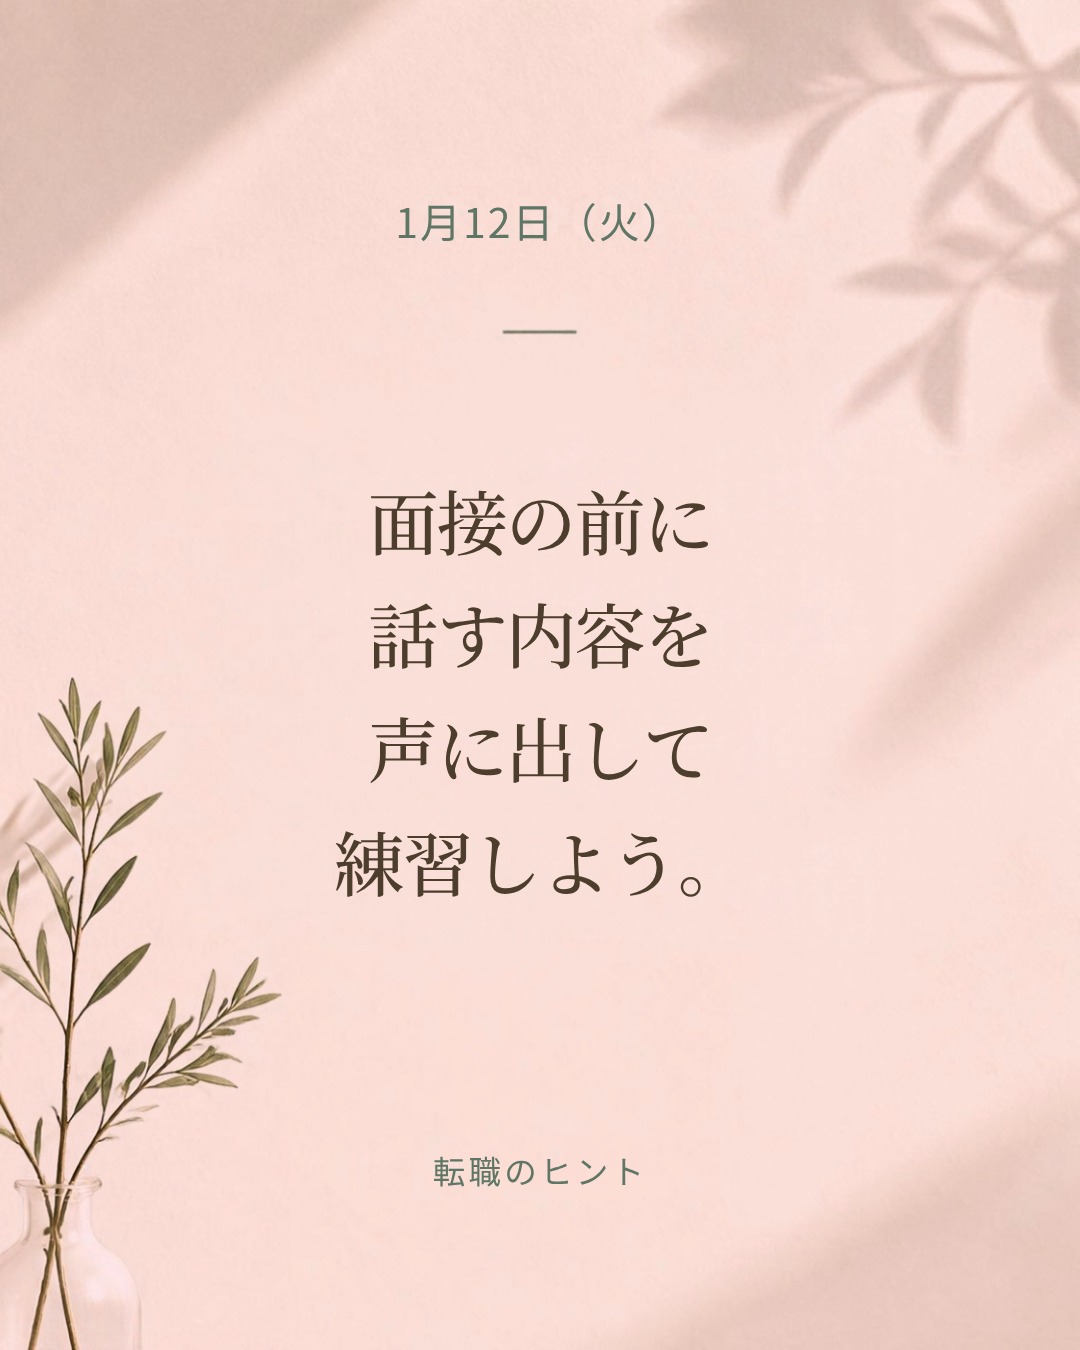 1月12日（火）
面接の前に
話す内容を
声に出して
練習しよう。
転職のヒント